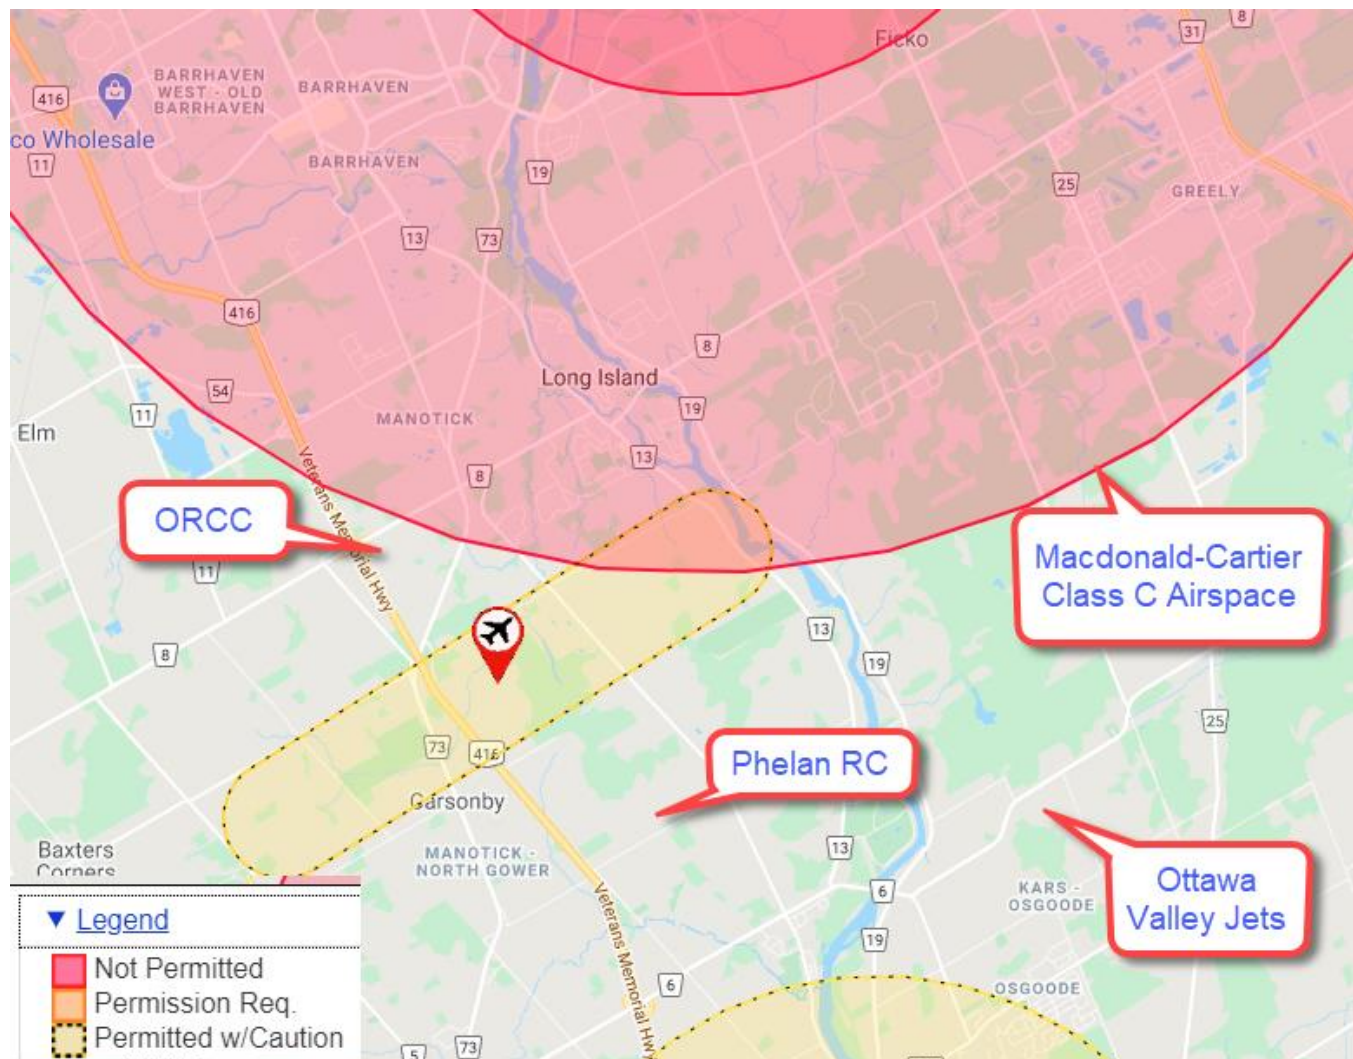 Ficko
31
8
BARRHAVEN
WEST - OLD
BARRHAVEN
BARRHAVEN
416
co Wholesale
11
BARRHAVEN
19
25
GREELY
13
73
416
8
Long Island
54
11
MANOTICK
19
Elm
13
8
Veterans Memorial Hwy
ORCC
Macdonald-Cartier
Class C Airspace
11
13
8
19
25
73
416
Phelan RC
Garsonby
Baxters
Corners
MANOTICK -
NORTH GOWER
13
6
KARS -
OSGOODE
Ottawa
Valley Jets
Veterans Memorial Hwy
19
▼ Legend
Not Permitted
Permission Req.
Permitted w/Caution
6
OSGOODE
5
73